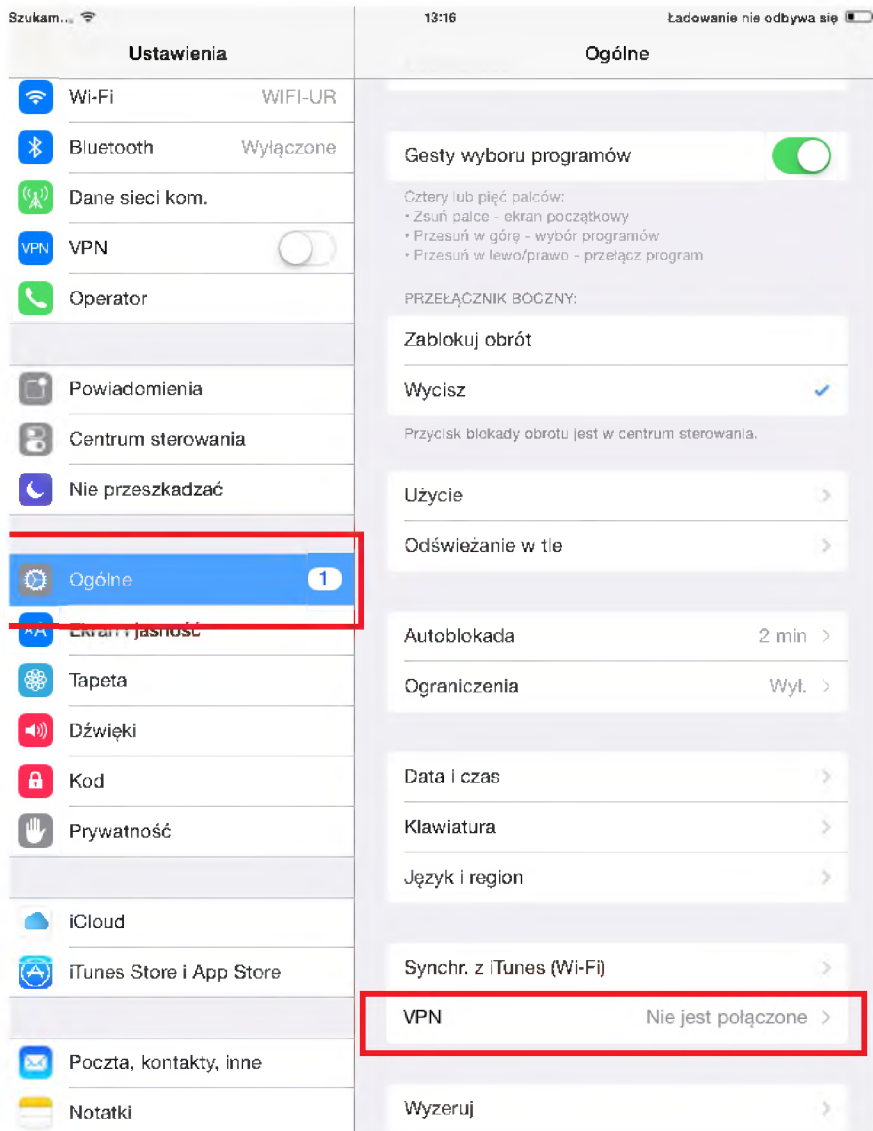 Szukam...
13:16
Ładowanie nie odbywa się
Ustawienia
Wi-Fi WIFI-UR
Bluetooth Wyłączone
Dane sieci kom.
VPN VPN
Operator
Powiadomienia
Centrum sterowania
Nie przeszkadzać
Ogólne 1
AA Ekran i jasność
Tapeta
Dźwięki
Kod
Prywatność
iCloud
iTunes Store i App Store
Poczta, kontakty, inne
Notatki
Ogólne
Gesty wyboru programów
Cztery lub pięć palców:
• Zsuń palce - ekran początkowy
• Przesuń w górę - wybór programów
• Przesuń w lewo/prawo - przełącz program
PRZEŁĄCZNIK BOCZNY:
Zablokuj obrót
Wycisz
Przycisk blokady obrotu jest w centrum sterowania.
Użycie
Odświeżanie w tle
Autoblokada 2 min
Ograniczenia Wył.
Data i czas
Klawiatura
Język i region
Synchr. z iTunes (Wi-Fi)
VPN Nie jest połączone
Wyzeruj